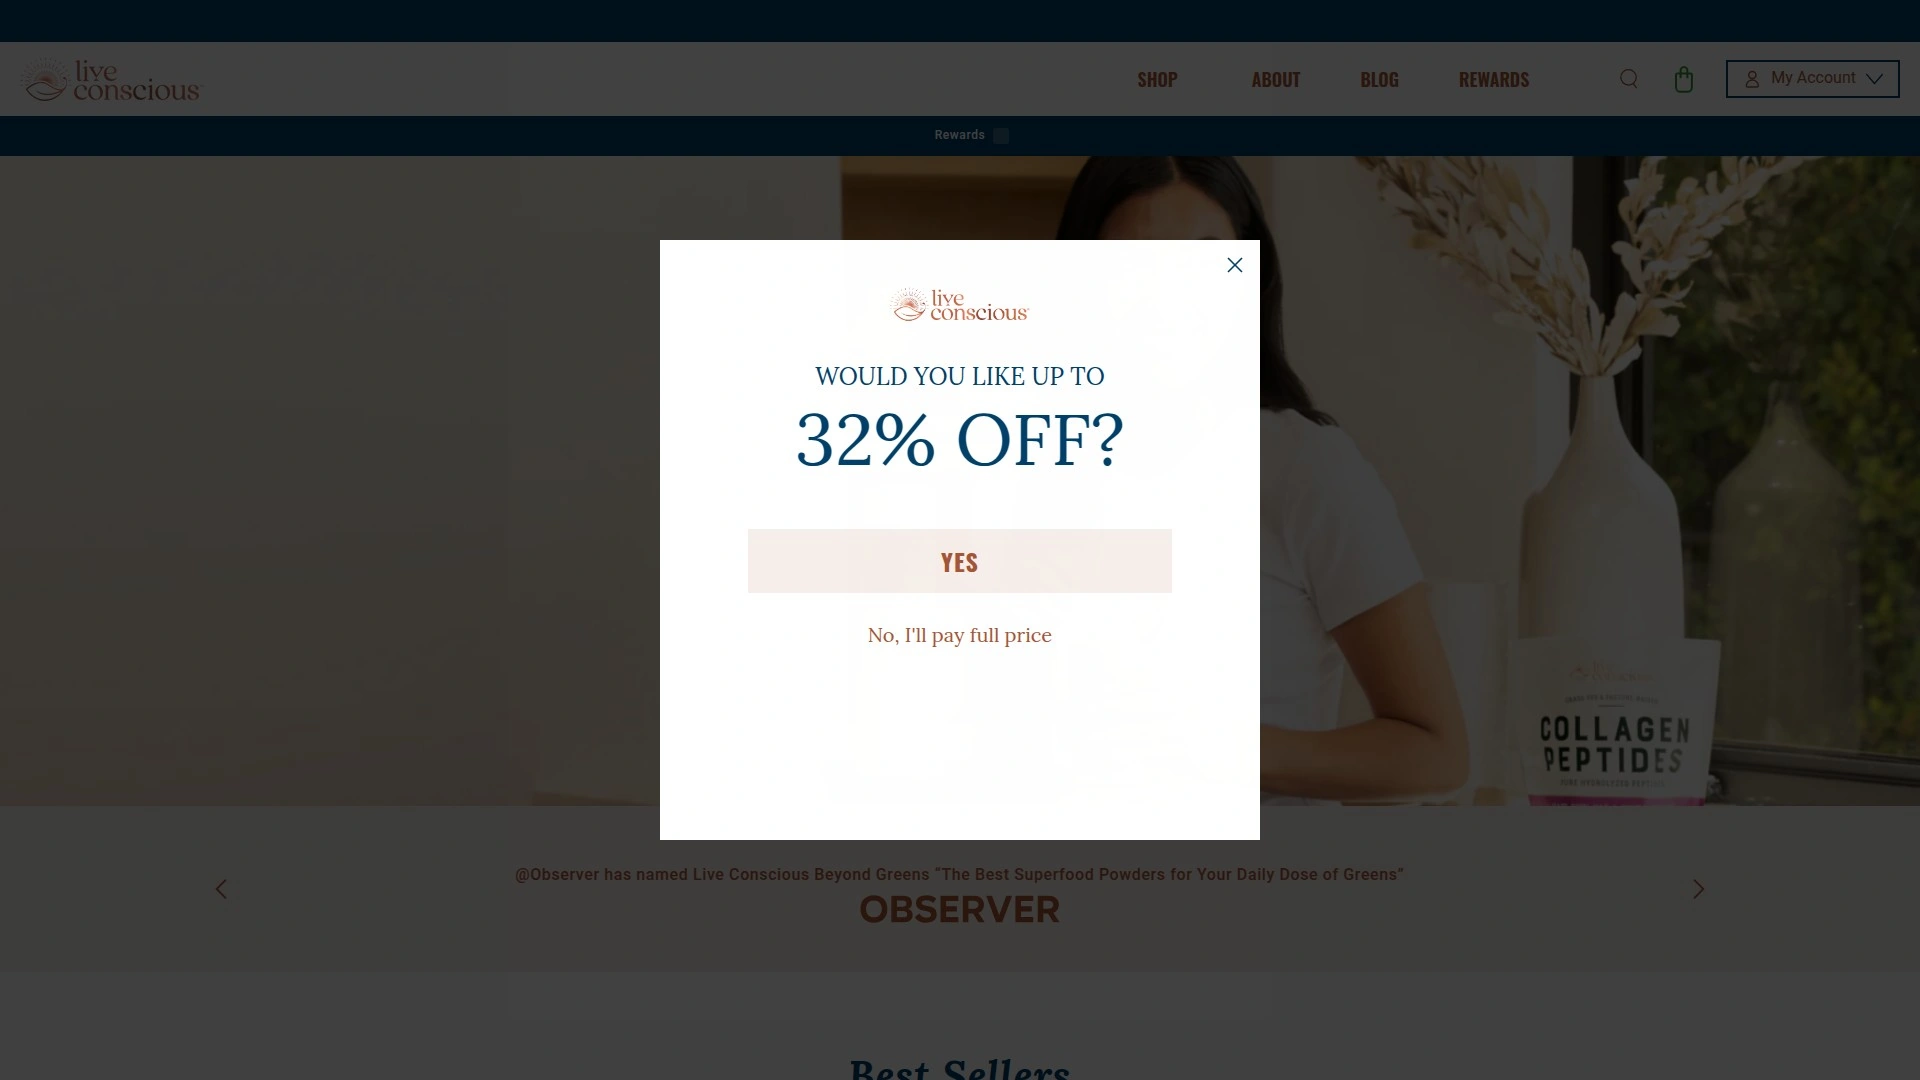 live
conscious
SHOP
ABOUT
BLOG
REWARDS
My Account
Rewards
live
conscious
WOULD YOU LIKE UP TO
32% OFF?
YES
No, I'll pay full price
COLLAGEN
PEPTIDES
@Observer has named Live Conscious Beyond Greens “The Best Superfood Powders for Your Daily Dose of Greens”
OBSERVER
Best Sellers